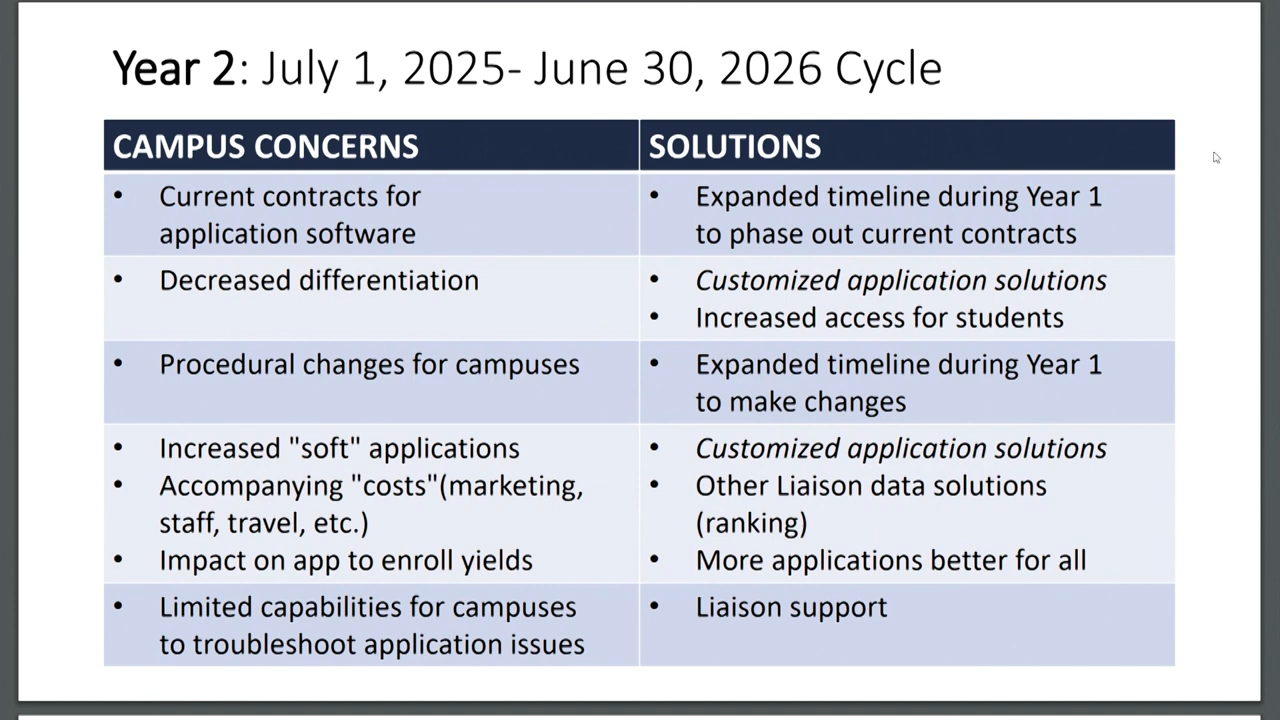 Year 2: July 1, 2025- June 30, 2026 Cycle
CAMPUS CONCERNS
SOLUTIONS
• Current contracts for
application software
• Expanded timeline during Year 1
to phase out current contracts
• Decreased differentiation
• Customized application solutions
• Increased access for students
• Procedural changes for campuses
• Expanded timeline during Year 1
to make changes
• Increased "soft" applications
• Accompanying "costs"(marketing,
staff, travel, etc.)
• Impact on app to enroll yields
• Customized application solutions
• Other Liaison data solutions
(ranking)
• More applications better for all
• Limited capabilities for campuses
to troubleshoot application issues
• Liaison support